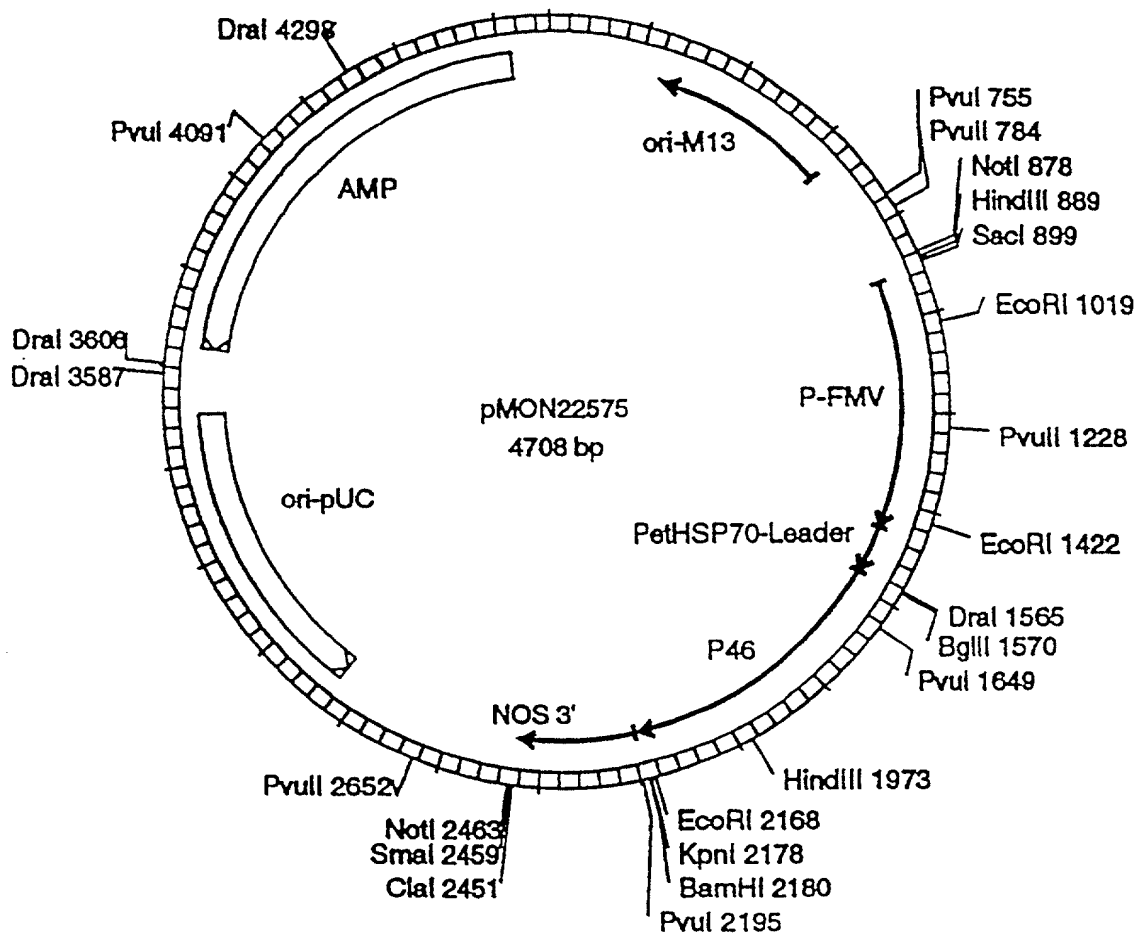 DraI 4298
PvuI 4091
AMP
ori-M13
PvuI 755
PvuII 784
NotI 878
HindIII 889
SacI 899
EcoRI 1019
DraI 3606
DraI 3587
pMON22575
4708 bp
P-FMV
PvuII 1228
ori-pUC
PetHSP70-Leader
EcoRI 1422
DraI 1565
BglII 1570
PvuI 1649
P46
NOS 3'
HindIII 1973
PvuII 2652
NotI 2463
SmaI 2459
ClaI 2451
EcoRI 2168
KpnI 2178
BamHI 2180
PvuI 2195